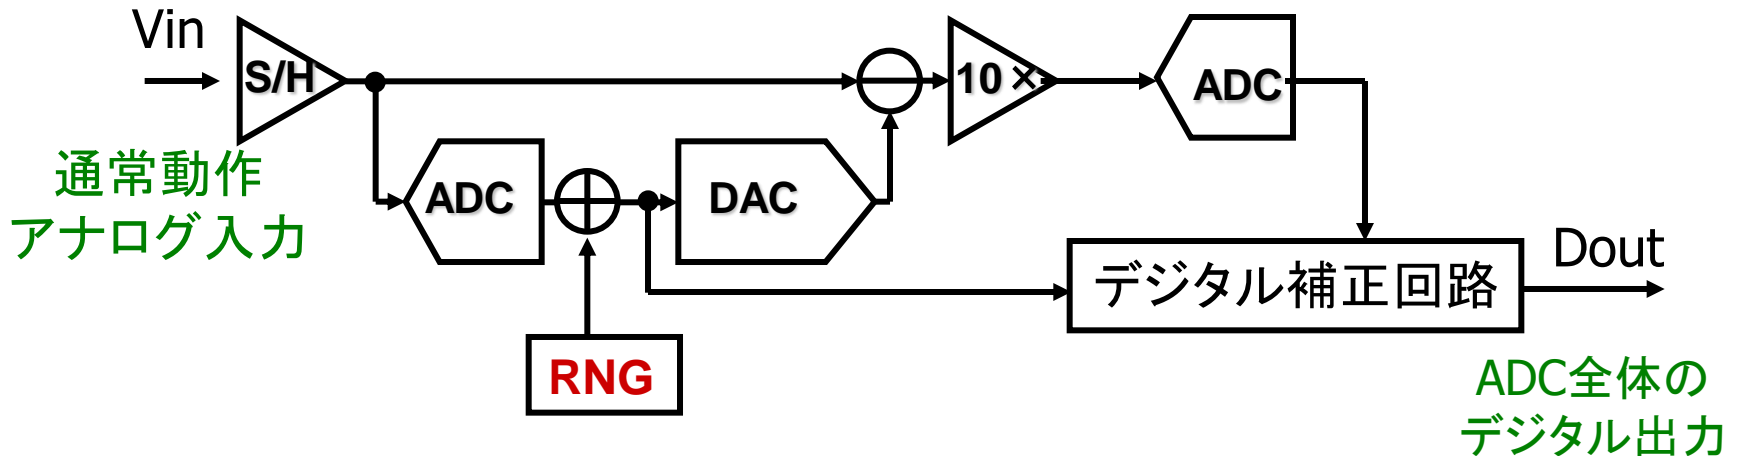 Vin
S/H
10 ×
ADC
通常動作
アナログ入力
ADC
DAC
RNG
デジタル補正回路
Dout
ADC全体の
デジタル出力